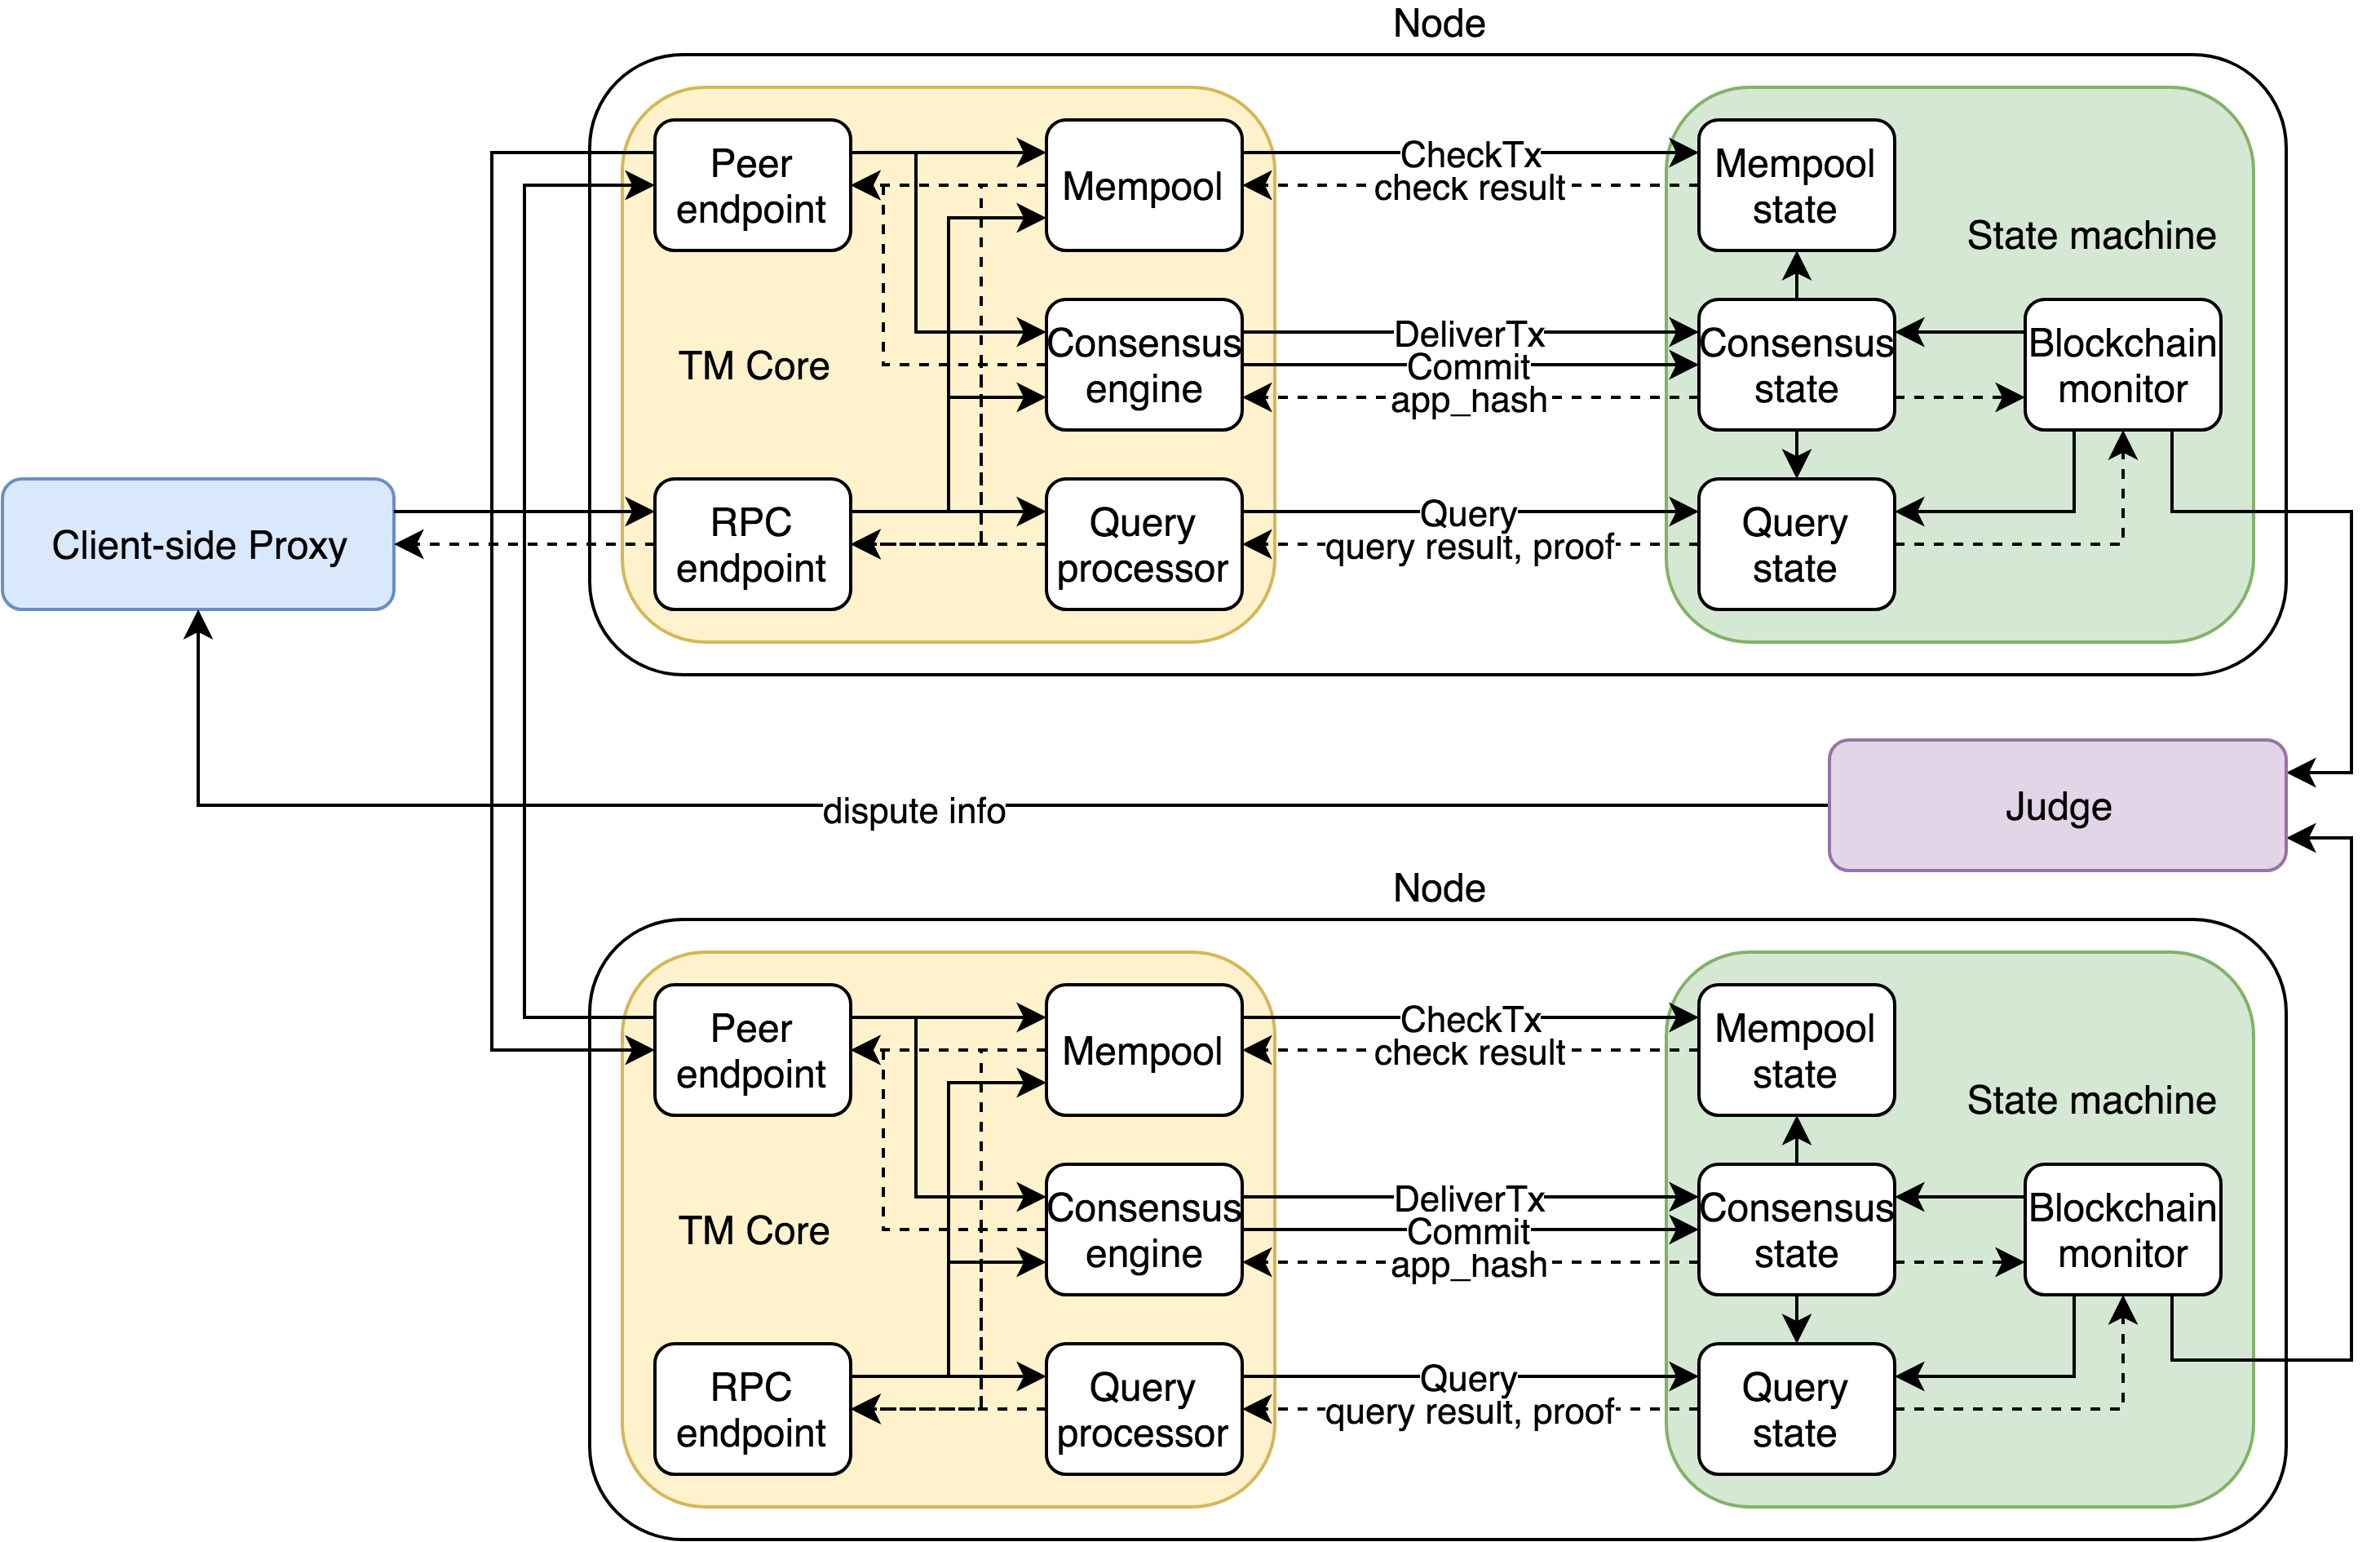 Node
Peer
endpoint
Mempool
CheckTx
check result
Mempool
state
State machine
TM Core
Consensus
engine
DeliverTx
Commit
app_hash
Consensus
state
Blockchain
monitor
Client-side Proxy
RPC
endpoint
Query
processor
Query
query result, proof
Query
state
dispute info
Judge
Node
Peer
endpoint
Mempool
CheckTx
check result
Mempool
state
State machine
TM Core
Consensus
engine
DeliverTx
Commit
app_hash
Consensus
state
Blockchain
monitor
RPC
endpoint
Query
processor
Query
query result, proof
Query
state